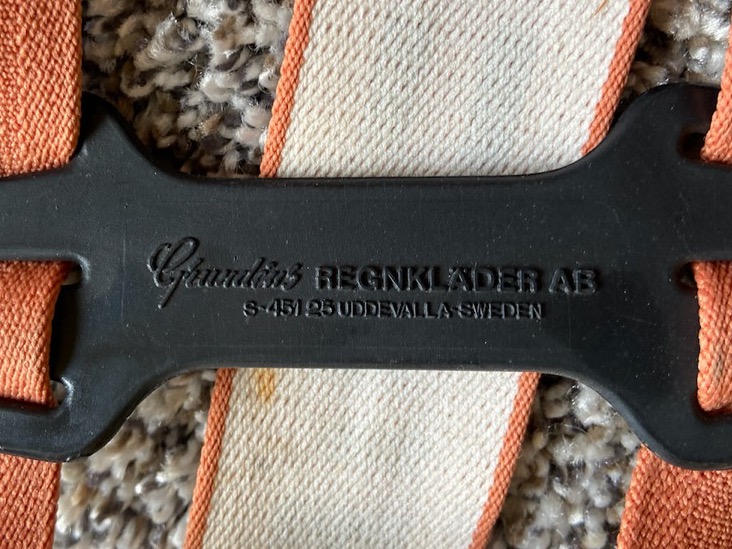 Grundéns REGNKLÄDER AB
S-451 25 UDDEVALLA-SWEDEN